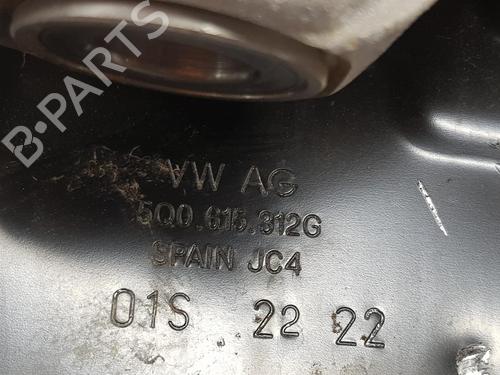 B-PARTS
VW AG
5Q0.615.312G
SPAIN JC4
01S 22 22